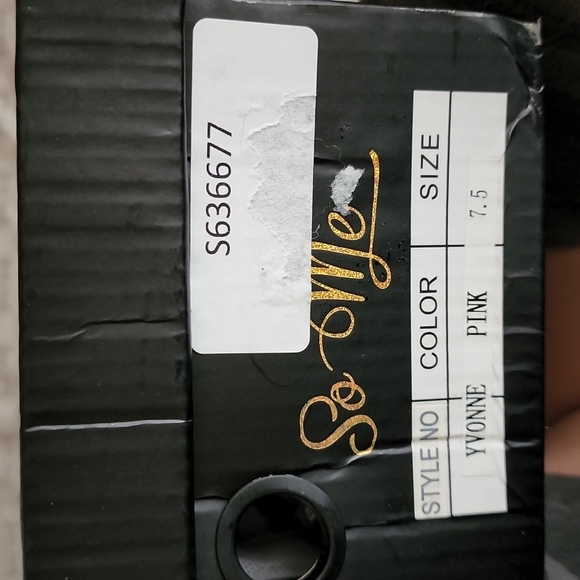 S636677
So Me
STYLE NO COLOR SIZE
YVONNE PINK 7.5